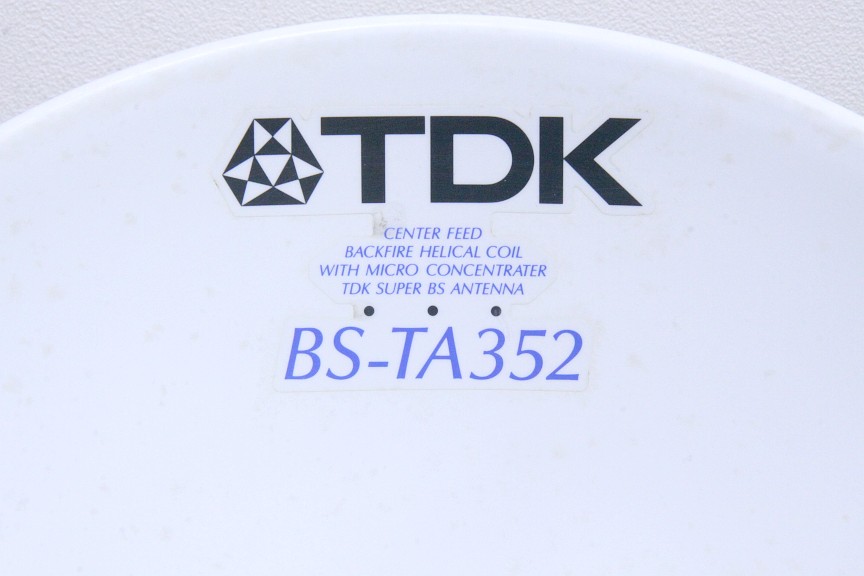 TDK
CENTER FEED
BACKFIRE HELICAL COIL
WITH MICRO CONCENTRATER
TDK SUPER BS ANTENNA
BS-TA352